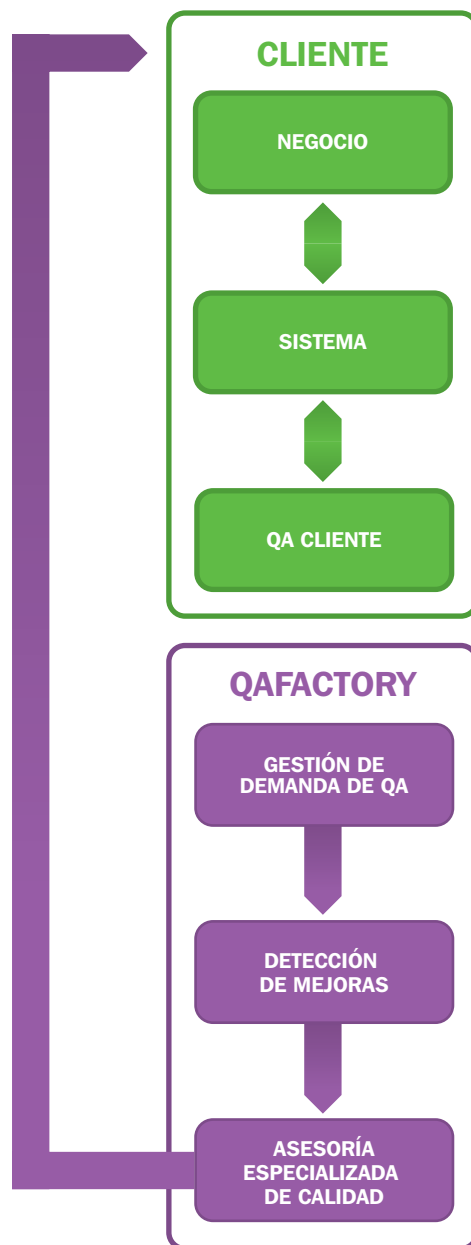 CLIENTE
NEGOCIO
SISTEMA
QA CLIENTE
QAFACTORY
GESTIÓN DE
DEMANDA DE QA
DETECCIÓN
DE MEJORAS
ASESORÍA
ESPECIALIZADA
DE CALIDAD